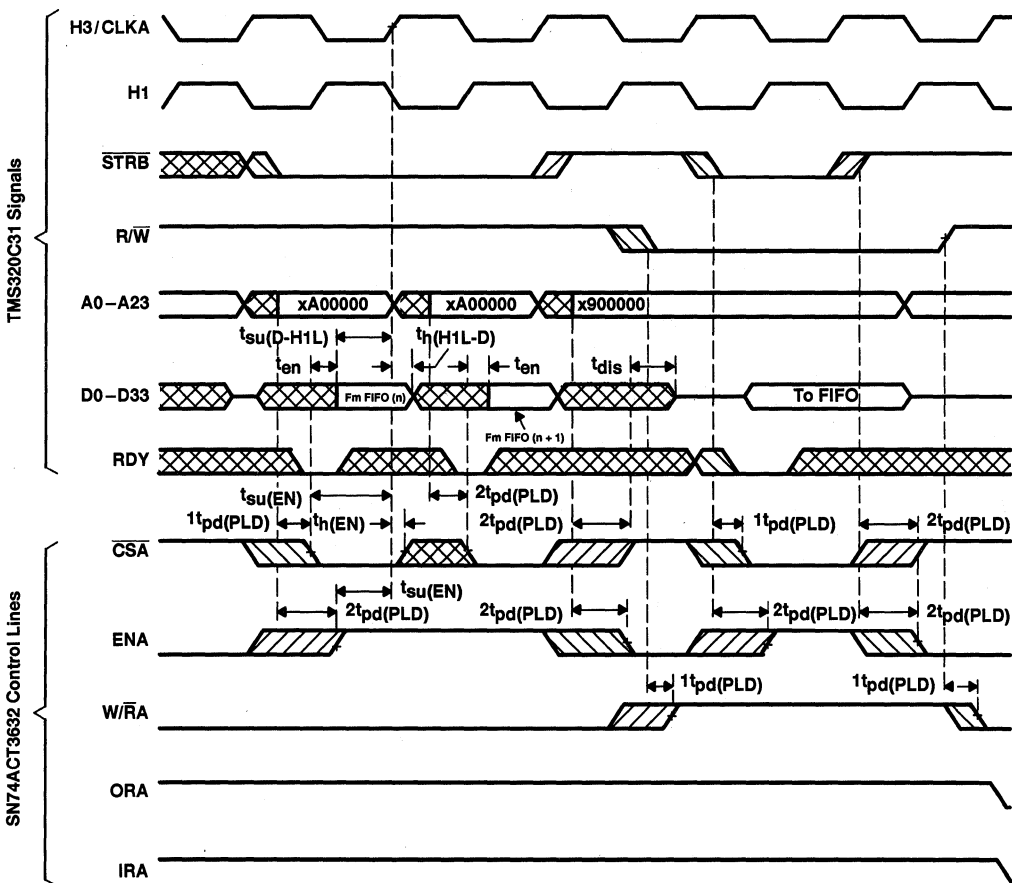 TMS320C31 Signals
H3/CLKA
H1
STRB
R/W
A0–A23 xA00000 xA00000 x900000
tsu(D-H1L) th(H1L-D)
ten ten tdis
D0–D33 Fm FIFO (n) To FIFO
Fm FIFO (n + 1)
RDY
tsu(EN) 2tpd(PLD)
1tpd(PLD) th(EN) 2tpd(PLD) 1tpd(PLD) 2tpd(PLD)
SN74ACT3632 Control Lines
CSA
tsu(EN)
2tpd(PLD) 2tpd(PLD) 2tpd(PLD) 2tpd(PLD)
ENA
1tpd(PLD) 1tpd(PLD)
W/RA
ORA
IRA